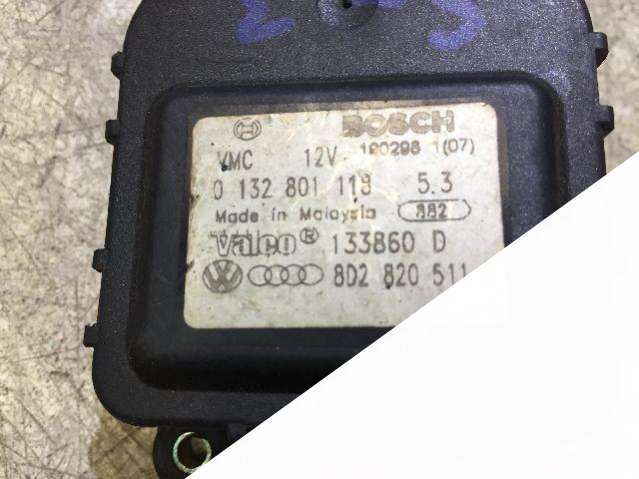 BOSCH
VMC 12V 190298 1(07)
0 132 801 118 5.3
Made in Malaysia 882
valeo® 133860 D
8D2 820 511